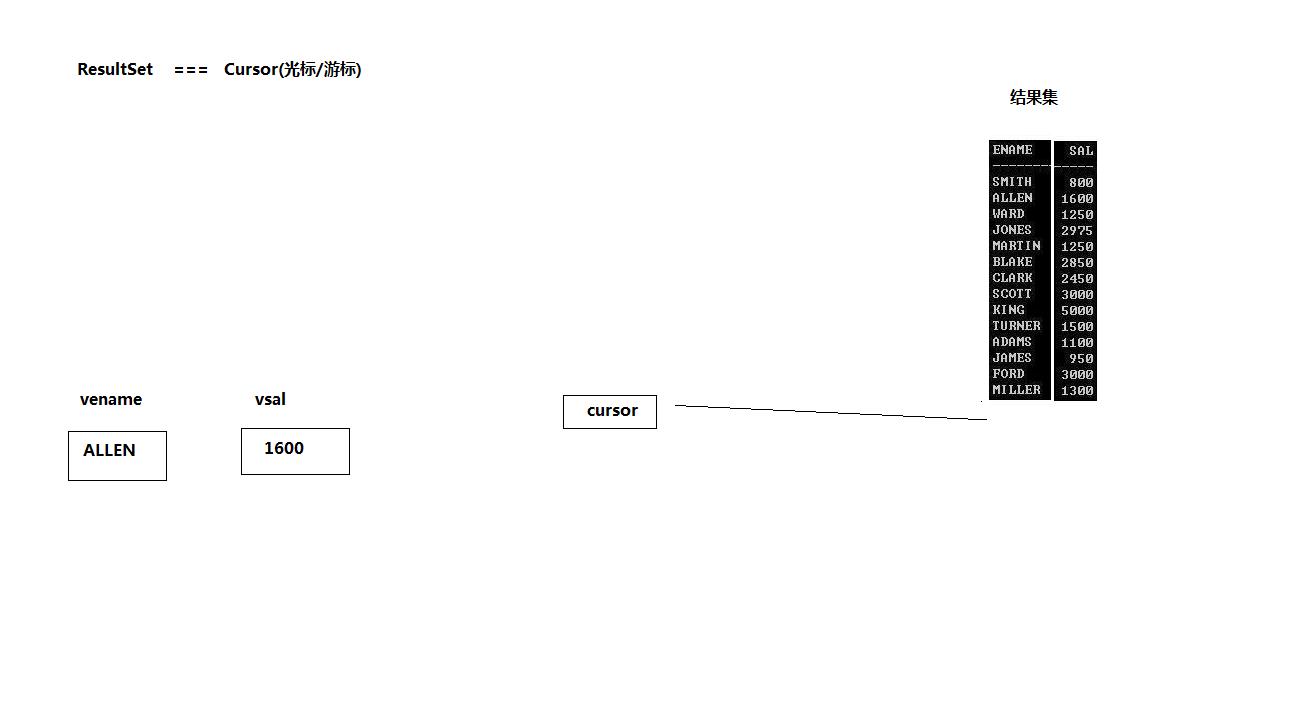 ResultSet === Cursor(光标/游标)
结果集
ENAME SAL
---------- -----
SMITH 800
ALLEN 1600
WARD 1250
JONES 2975
MARTIN 1250
BLAKE 2850
CLARK 2450
SCOTT 3000
KING 5000
TURNER 1500
ADAMS 1100
JAMES 950
FORD 3000
MILLER 1300
vename vsal
cursor
ALLEN 1600